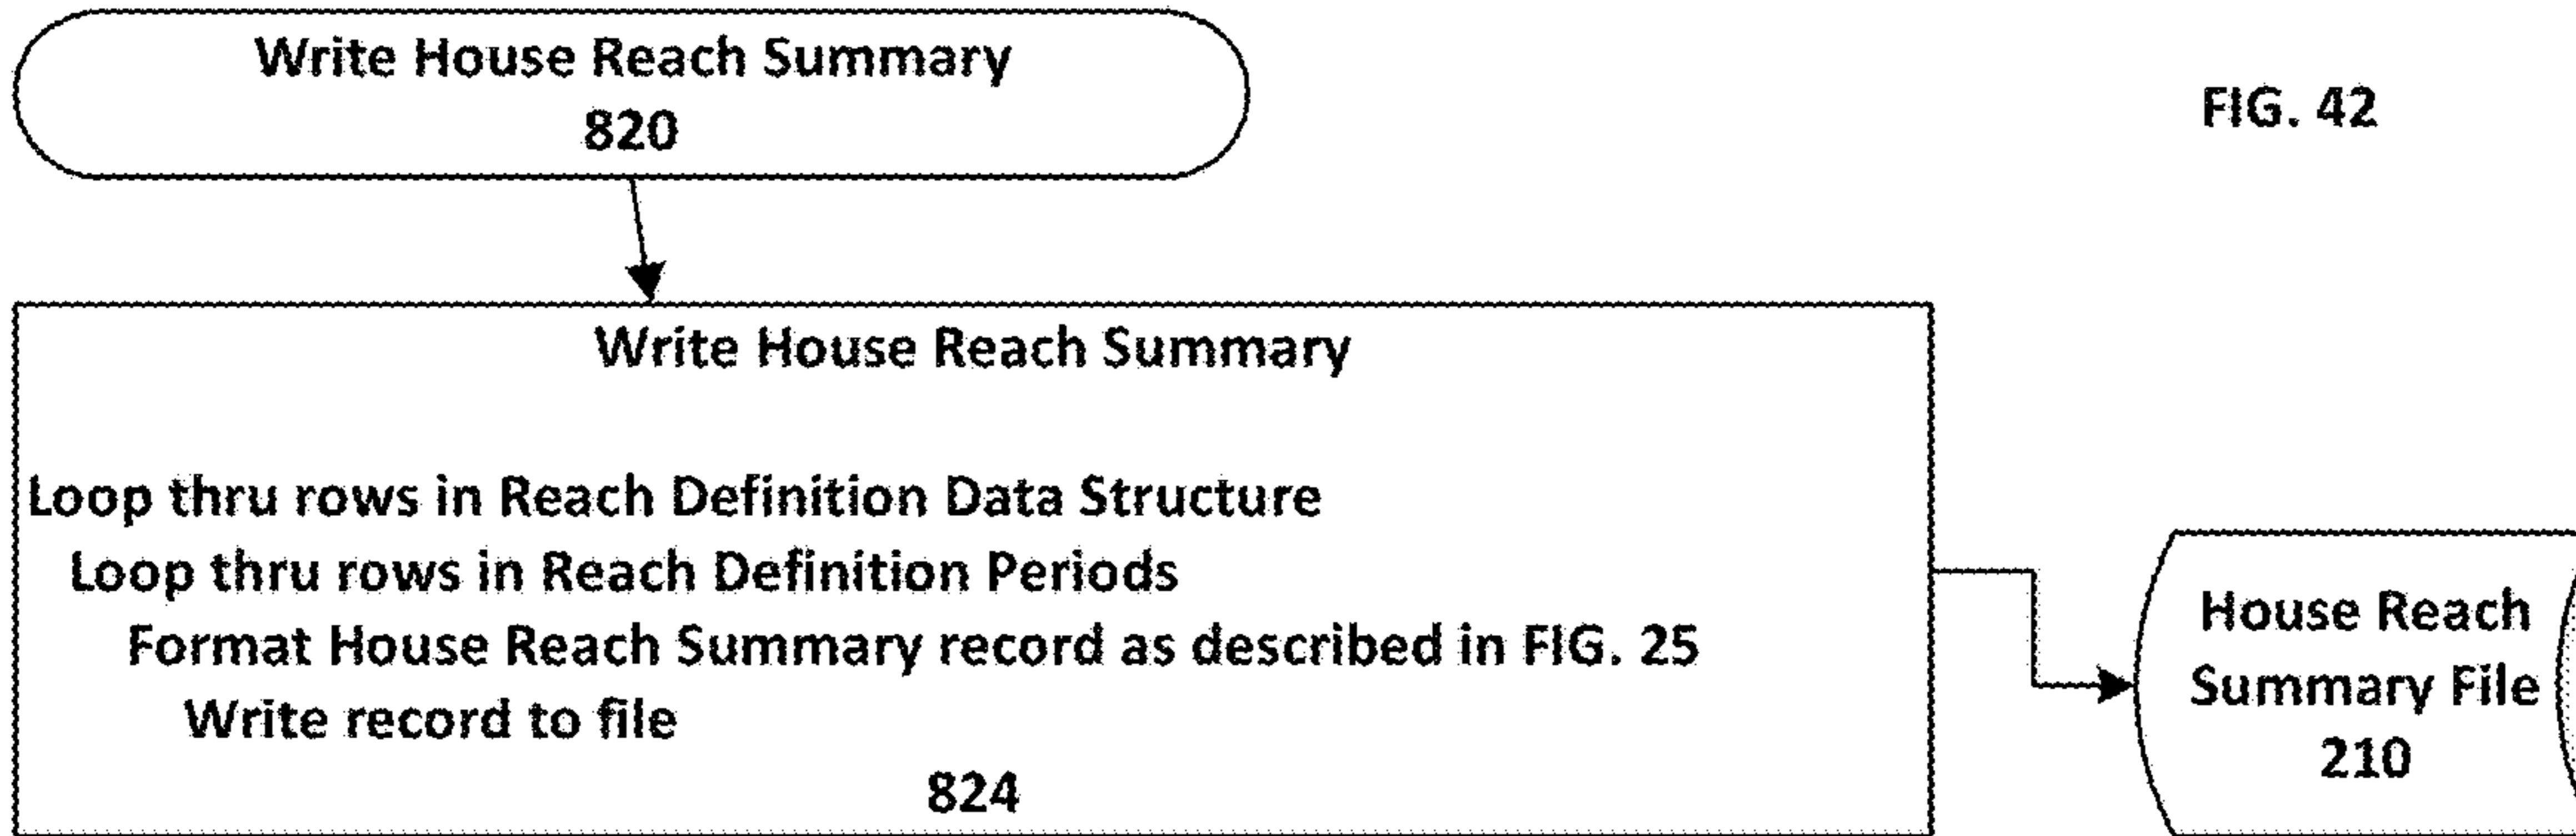 Write House Reach Summary
820
FIG. 42
Write House Reach Summary
Loop thru rows in Reach Definition Data Structure
Loop thru rows in Reach Definition Periods
Format House Reach Summary record as described in FIG. 25
Write record to file
824
House Reach
Summary File
210